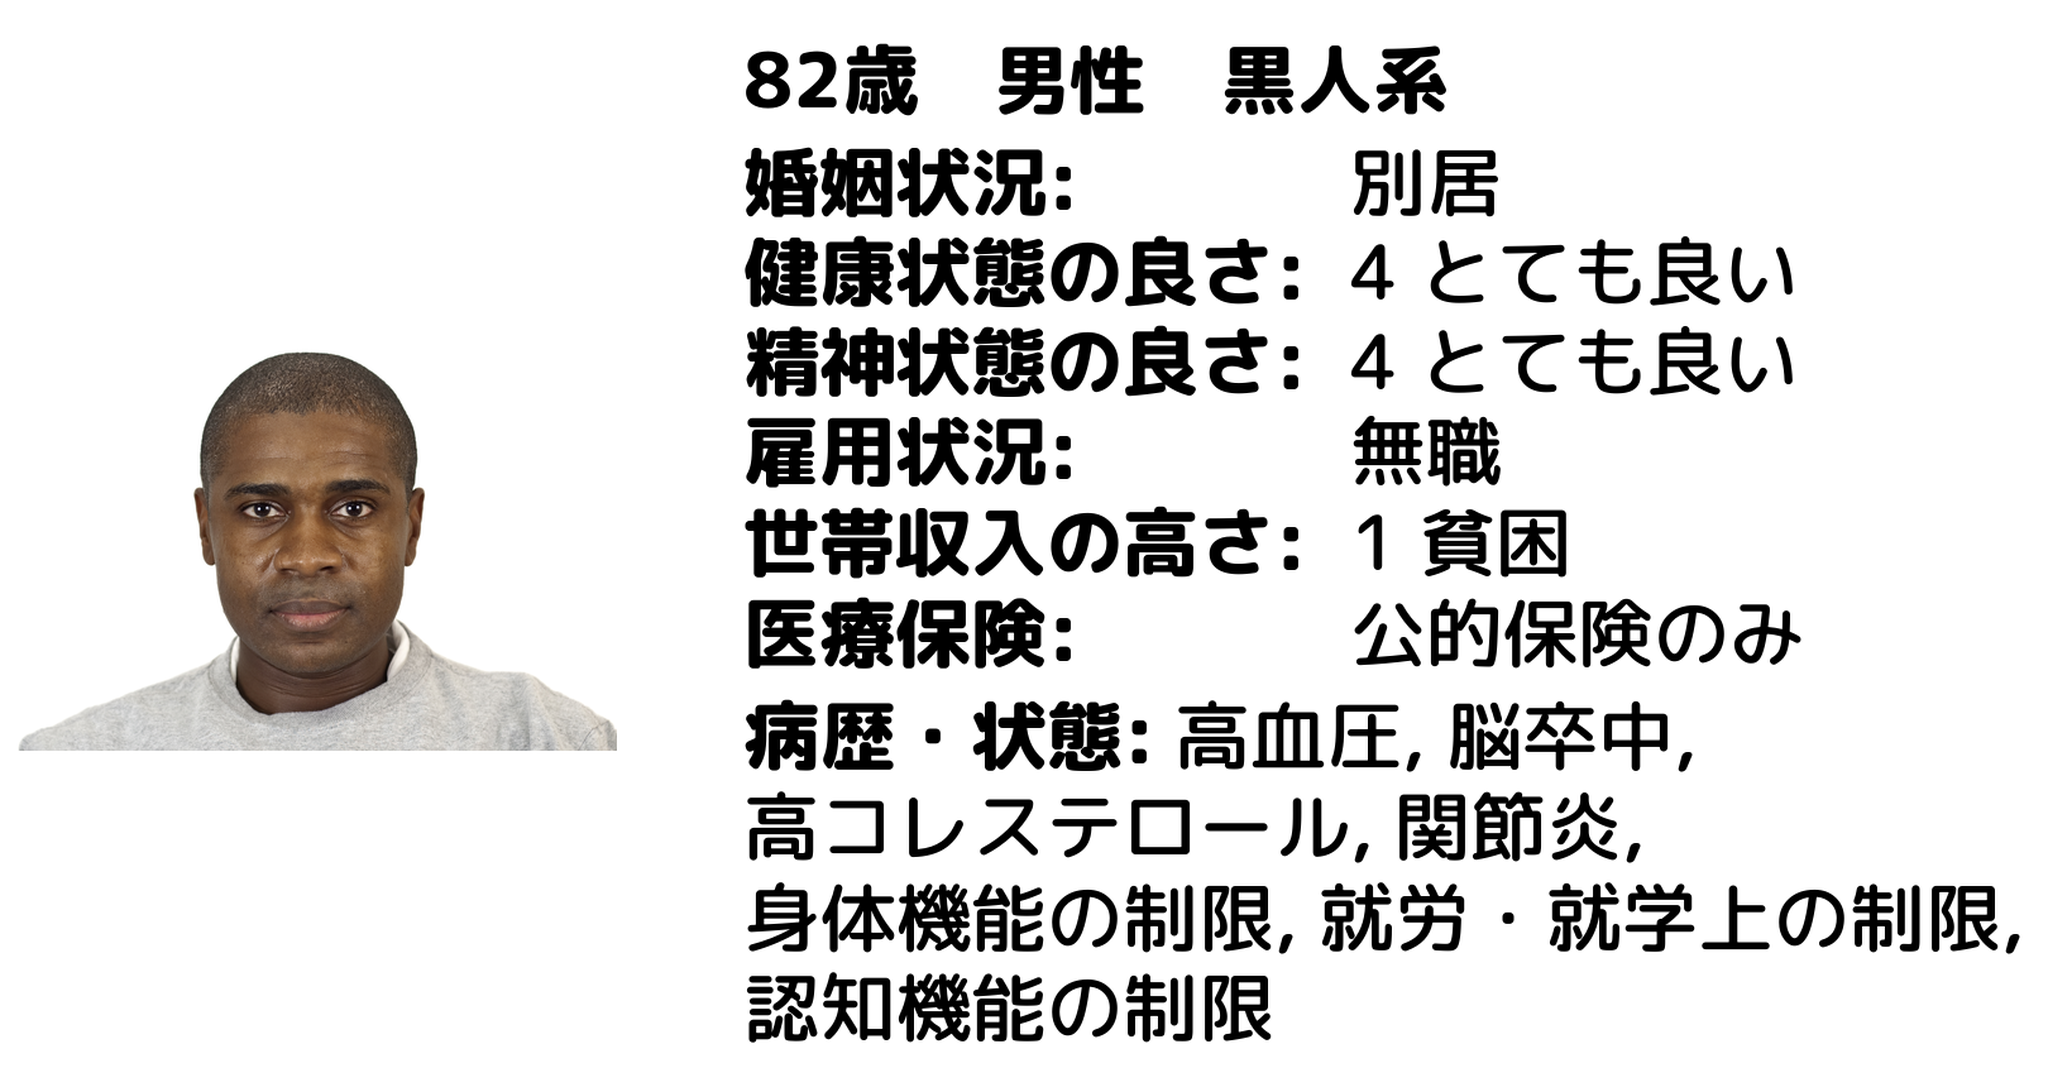 82歳　男性　黒人系
婚姻状況: 別居
健康状態の良さ: 4 とても良い
精神状態の良さ: 4 とても良い
雇用状況: 無職
世帯収入の高さ: 1 貧困
医療保険: 公的保険のみ
病歴・状態: 高血圧, 脳卒中,
高コレステロール, 関節炎,
身体機能の制限, 就労・就学上の制限,
認知機能の制限